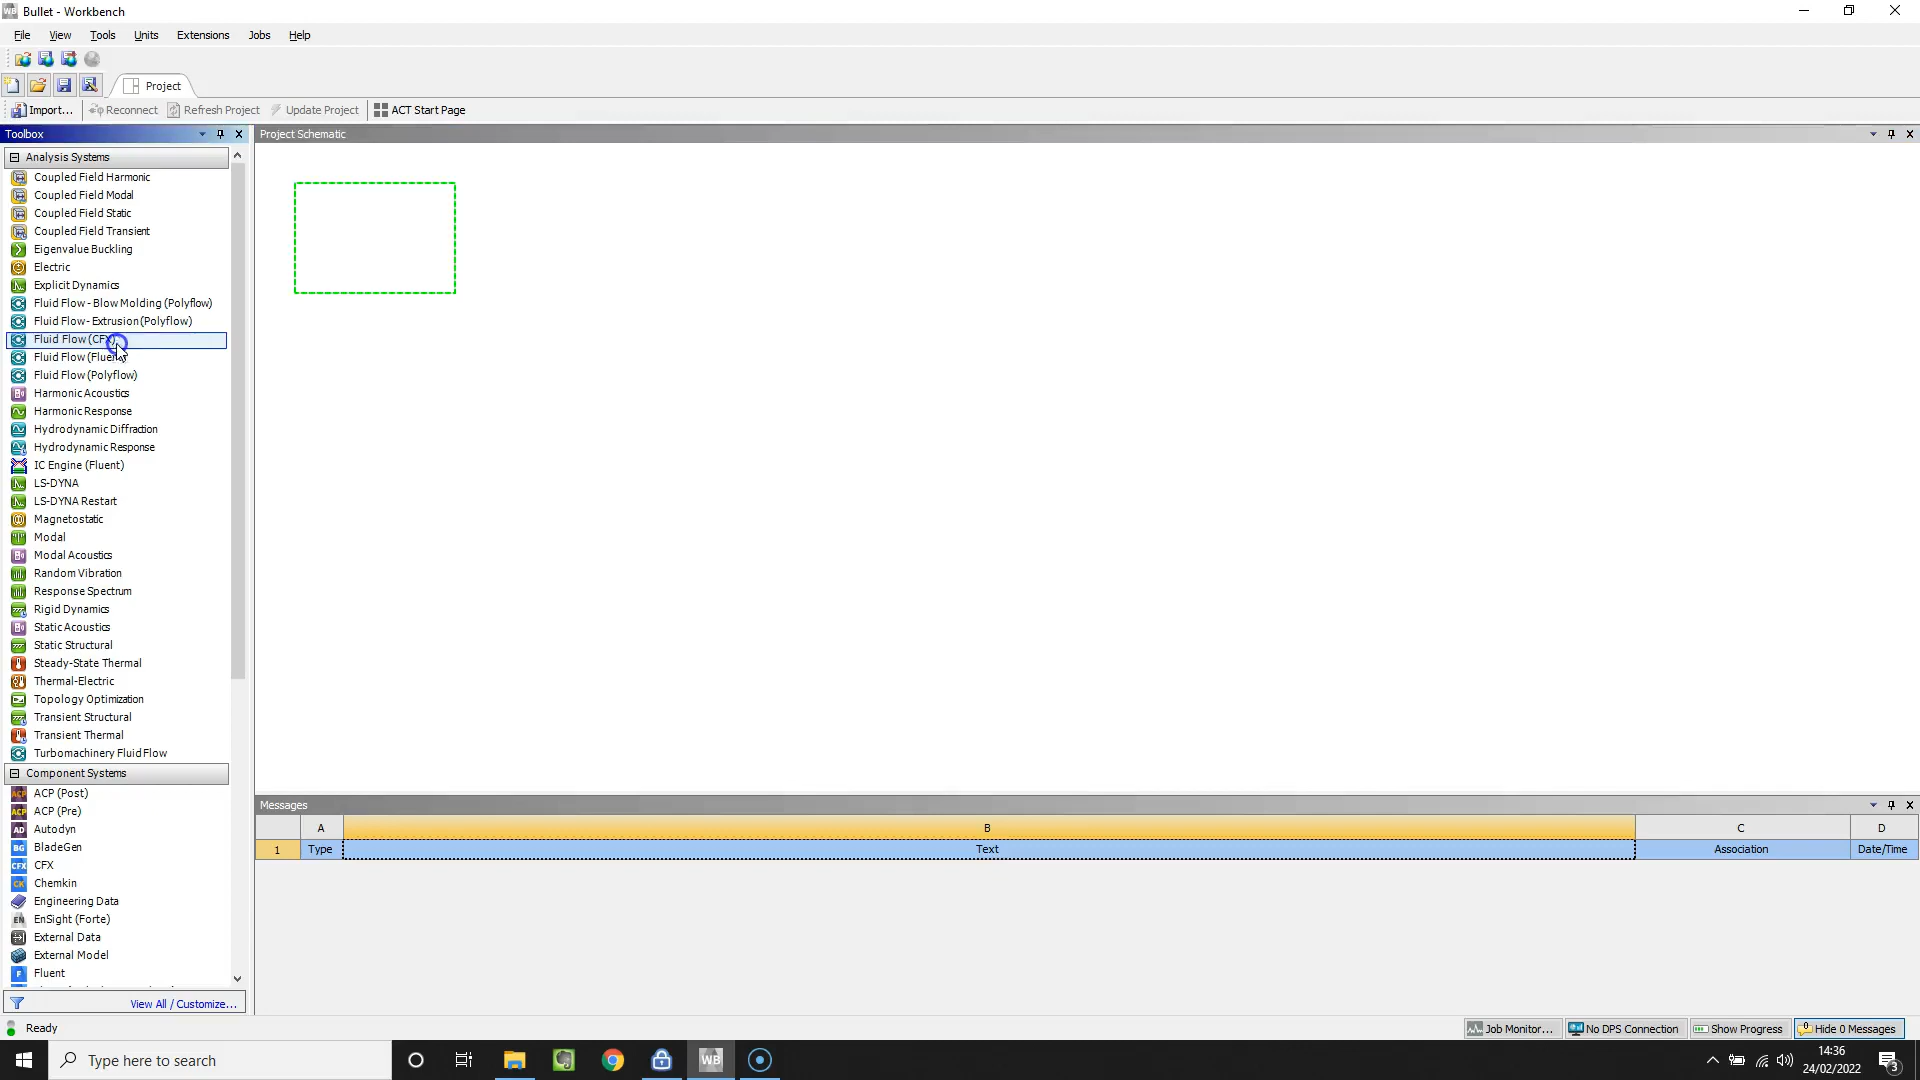 Bullet - Workbench
File View Tools Units Extensions Jobs Help
Project
Import... Reconnect Refresh Project Update Project ACT Start Page
Toolbox
Project Schematic
Analysis Systems
Coupled Field Harmonic
Coupled Field Modal
Coupled Field Static
Coupled Field Transient
Eigenvalue Buckling
Electric
Explicit Dynamics
Fluid Flow - Blow Molding (Polyflow)
Fluid Flow - Extrusion (Polyflow)
Fluid Flow (CFX)
Fluid Flow (Fluent)
Fluid Flow (Polyflow)
Harmonic Acoustics
Harmonic Response
Hydrodynamic Diffraction
Hydrodynamic Response
IC Engine (Fluent)
LS-DYNA
LS-DYNA Restart
Magnetostatic
Modal
Modal Acoustics
Random Vibration
Response Spectrum
Rigid Dynamics
Static Acoustics
Static Structural
Steady-State Thermal
Thermal-Electric
Topology Optimization
Transient Structural
Transient Thermal
Turbomachinery Fluid Flow
Component Systems
ACP (Post)
ACP (Pre)
Autodyn
BladeGen
CFX
Chemkin
Engineering Data
EnSight (Forte)
External Data
External Model
Fluent
View All / Customize...
Messages
A B C D
1 Type Text Association Date/Time
Ready
Job Monitor... No DPS Connection Show Progress Hide 0 Messages
Type here to search
WB
14:36
24/02/2022
3